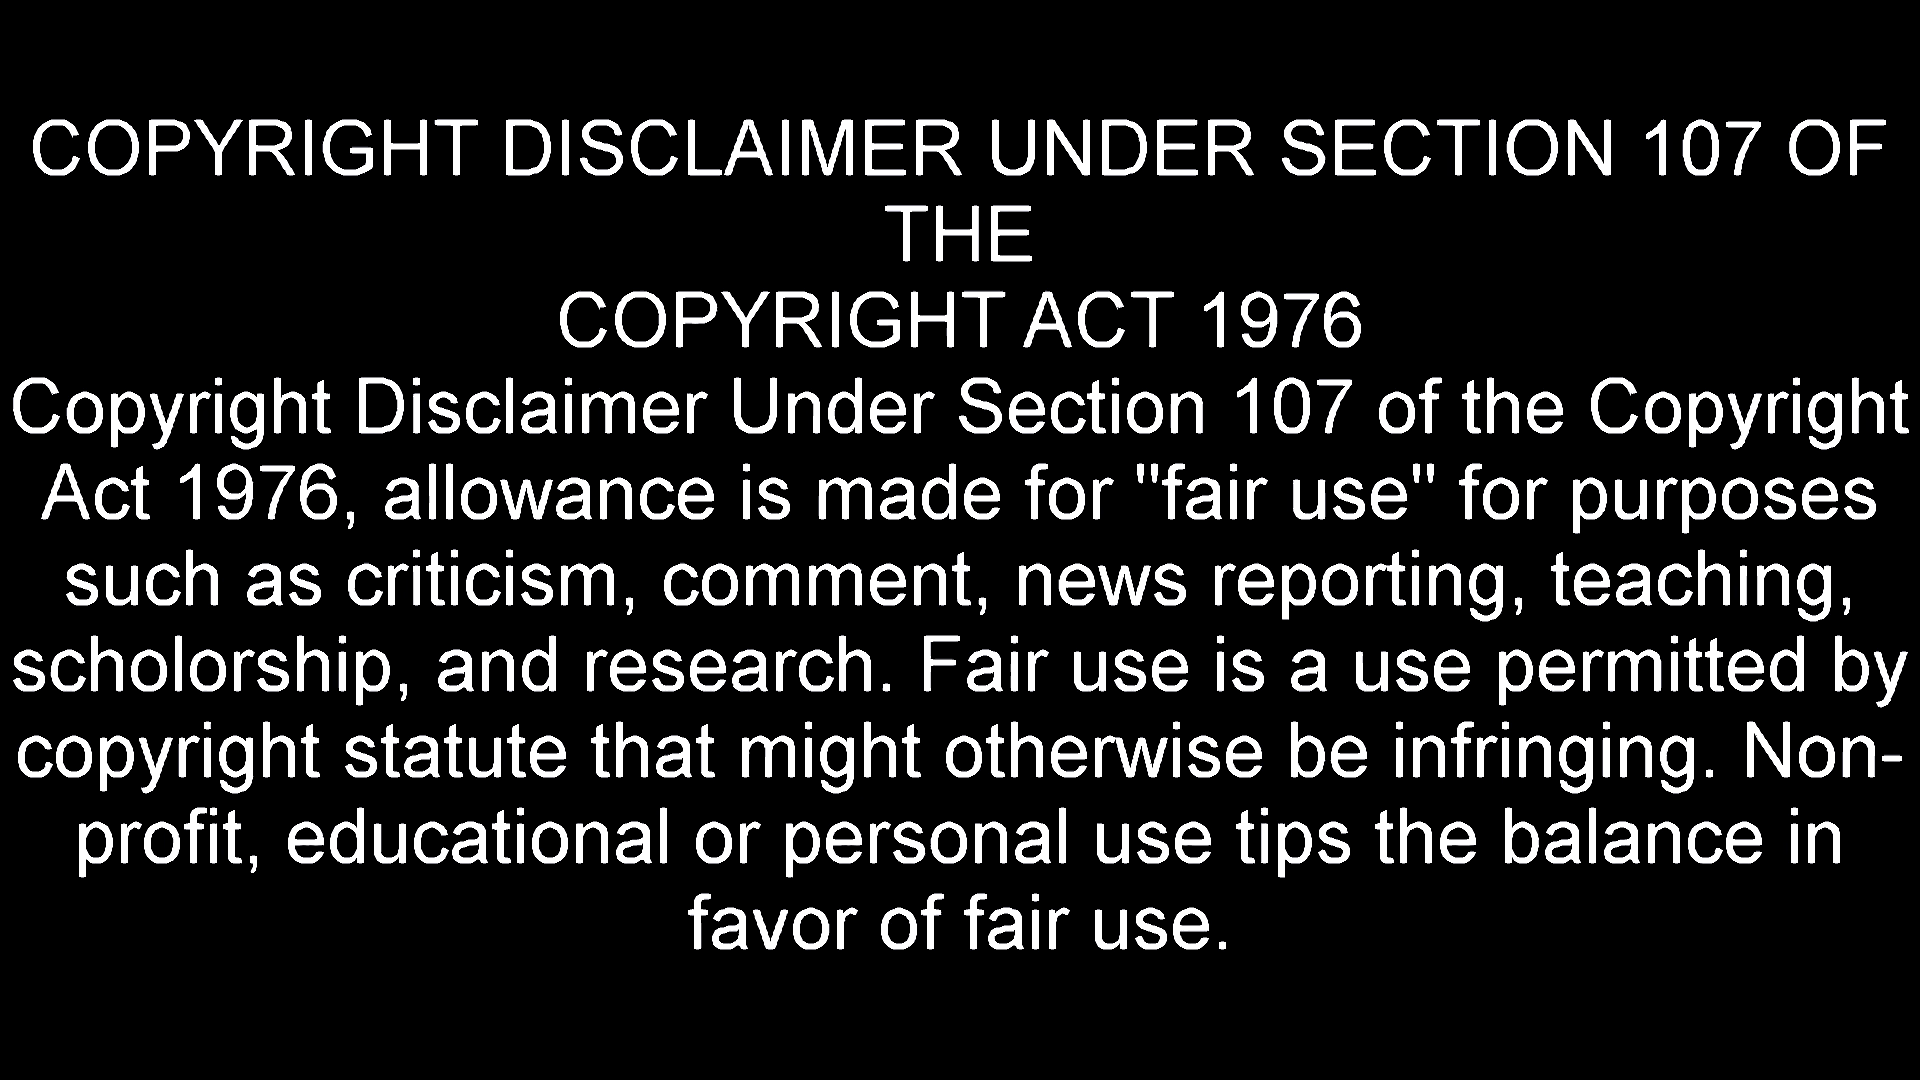 COPYRIGHT DISCLAIMER UNDER SECTION 107 OF
THE
COPYRIGHT ACT 1976
Copyright Disclaimer Under Section 107 of the Copyright
Act 1976, allowance is made for "fair use" for purposes
such as criticism, comment, news reporting, teaching,
scholorship, and research. Fair use is a use permitted by
copyright statute that might otherwise be infringing. Non-
profit, educational or personal use tips the balance in
favor of fair use.